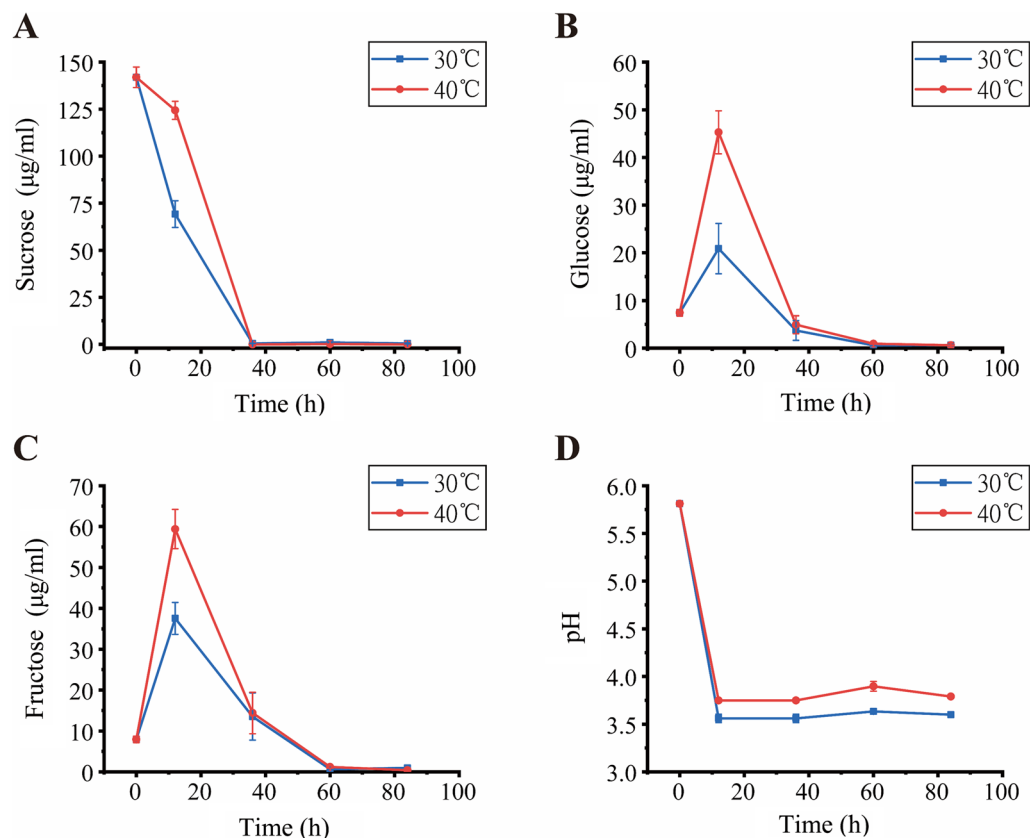 A
30℃
40℃
150
125
100
75
50
25
0
Sucrose (μg/ml)
0 20 40 60 80 100
Time (h)
B
30℃
40℃
60
50
40
30
20
10
0
Glucose (μg/ml)
0 20 40 60 80 100
Time (h)
C
30℃
40℃
70
60
50
40
30
20
10
0
Fructose (μg/ml)
0 20 40 60 80 100
Time (h)
D
30℃
40℃
6.0
5.5
5.0
4.5
4.0
3.5
3.0
pH
0 20 40 60 80 100
Time (h)